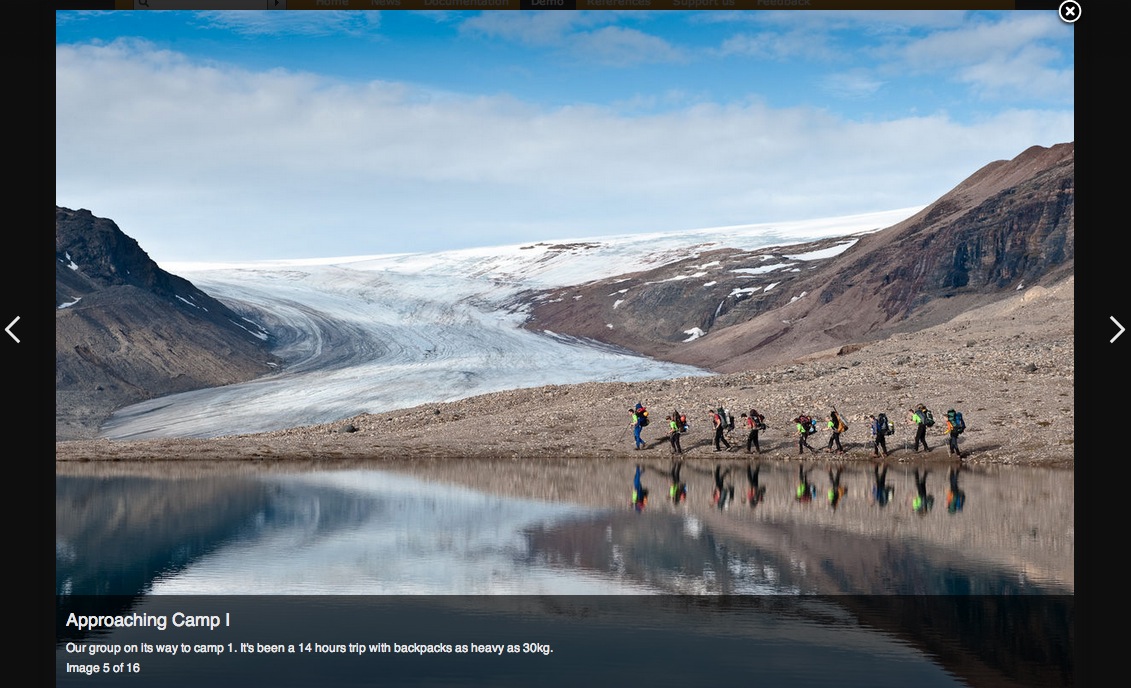 Home News Documentation Demo References Support us Feedback
Approaching Camp I
Our group on its way to camp 1. It's been a 14 hours trip with backpacks as heavy as 30kg.
Image 5 of 16